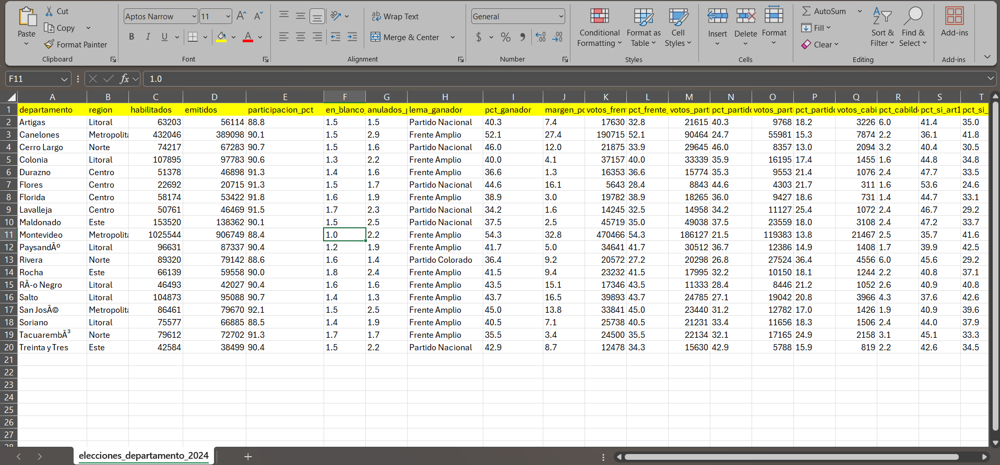 Paste
Cut
Copy
Format Painter
Clipboard
Aptos Narrow 11 A A
B I U A
Font
ab Wrap Text
Merge & Center
Alignment
General
$ % 9 .00 .00
Number
Conditional Formatting
Format as Table
Cell Styles
Styles
Insert
Delete
Format
Cells
AutoSum
Fill
Clear
Sort & Filter
Find & Select
Editing
Add-ins
Add-ins
F11 fx 1.0
A B C D E F G H I J K L M N O P Q R S T
1 departamento region habilitados emitidos participacion_pct en_blanco_ anulados_p lema_ganador pct_ganador margen_pc votos_fren pct_frente_ votos_parti pct_partido votos_parti pct_partido votos_cabi pct_cabild pct_si_art1 pct_si_
2 Artigas Litoral 63203 56114 88.8 1.5 1.5 Partido Nacional 40.3 7.4 17630 32.8 21615 40.3 9768 18.2 3226 6.0 41.4 35.0
3 Canelones Metropolita 432046 389098 90.1 1.5 2.9 Frente Amplio 52.1 27.4 190715 52.1 90464 24.7 55981 15.3 7874 2.2 36.1 41.8
4 Cerro Largo Norte 74217 67283 90.7 1.5 1.6 Partido Nacional 46.0 12.0 21875 33.9 29645 46.0 8357 13.0 2094 3.2 40.4 30.5
5 Colonia Litoral 107895 97783 90.6 1.3 2.2 Frente Amplio 40.0 4.1 37157 40.0 33339 35.9 16195 17.4 1455 1.6 44.8 34.8
6 Durazno Centro 51378 46898 91.3 1.4 1.6 Frente Amplio 36.6 1.3 16353 36.6 15774 35.3 9553 21.4 1076 2.4 47.7 33.5
7 Flores Centro 22692 20715 91.3 1.5 1.7 Partido Nacional 44.6 16.1 5643 28.4 8843 44.6 4303 21.7 311 1.6 53.6 24.6
8 Florida Centro 58174 53422 91.8 1.6 1.9 Frente Amplio 38.9 3.0 19782 38.9 18265 36.0 9427 18.6 731 1.4 44.7 33.1
9 Lavalleja Centro 50761 46469 91.5 1.7 2.3 Partido Nacional 34.2 1.6 14245 32.5 14958 34.2 11127 25.4 1072 2.4 46.7 29.2
10 Maldonado Este 153520 138362 90.1 1.5 2.5 Partido Nacional 37.5 2.5 45719 35.0 49038 37.5 23559 18.0 3108 2.4 47.2 33.7
11 Montevideo Metropolita 1025544 906749 88.4 1.0 2.2 Frente Amplio 54.3 32.8 470466 54.3 186127 21.5 119383 13.8 21467 2.5 35.7 41.6
12 PaysandÃº Litoral 96631 87337 90.4 1.2 1.9 Frente Amplio 41.7 5.0 34641 41.7 30512 36.7 12386 14.9 1408 1.7 39.9 42.5
13 Rivera Norte 89320 79142 88.6 1.6 1.4 Partido Colorado 36.4 9.2 20572 27.2 20298 26.8 27524 36.4 4556 6.0 45.6 29.2
14 Rocha Este 66139 59558 90.0 1.8 2.4 Frente Amplio 41.5 9.4 23232 41.5 17995 32.2 10150 18.1 1244 2.2 40.8 37.1
15 RÃ-o Negro Litoral 46493 42027 90.4 1.6 1.6 Frente Amplio 43.5 15.1 17346 43.5 11333 28.4 8446 21.2 1052 2.6 40.9 40.8
16 Salto Litoral 104873 95088 90.7 1.4 1.3 Frente Amplio 43.7 16.5 39893 43.7 24785 27.1 19042 20.8 3966 4.3 37.6 42.6
17 San JosÃ© Metropolita 86461 79670 92.1 1.5 2.5 Frente Amplio 45.0 13.8 33841 45.0 23440 31.2 12782 17.0 1426 1.9 40.9 39.6
18 Soriano Litoral 75577 66885 88.5 1.4 1.9 Frente Amplio 40.5 7.1 25738 40.5 21231 33.4 11656 18.3 1506 2.4 44.0 37.9
19 TacuarembÃ³ Norte 79612 72702 91.3 1.7 1.7 Frente Amplio 35.5 3.4 24500 35.5 22134 32.1 17165 24.9 2158 3.1 45.1 33.3
20 Treinta y Tres Este 42584 38499 90.4 1.5 2.2 Partido Nacional 42.9 8.7 12478 34.3 15630 42.9 5788 15.9 819 2.2 42.6 34.5
21
22
23
24
25
26
27
28
elecciones_departamento_2024